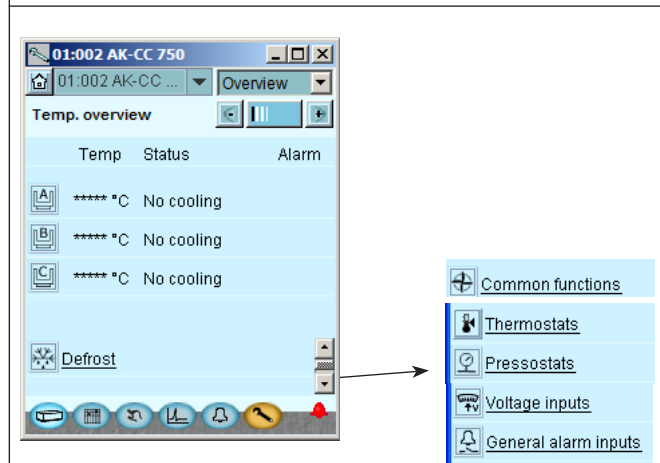 01:002 AK-CC 750
01:002 AK-CC ... Overview
Temp. overview
Temp Status Alarm
A ***** °C No cooling
B ***** °C No cooling
C ***** °C No cooling
Defrost
Common functions
Thermostats
Pressostats
Voltage inputs
General alarm inputs